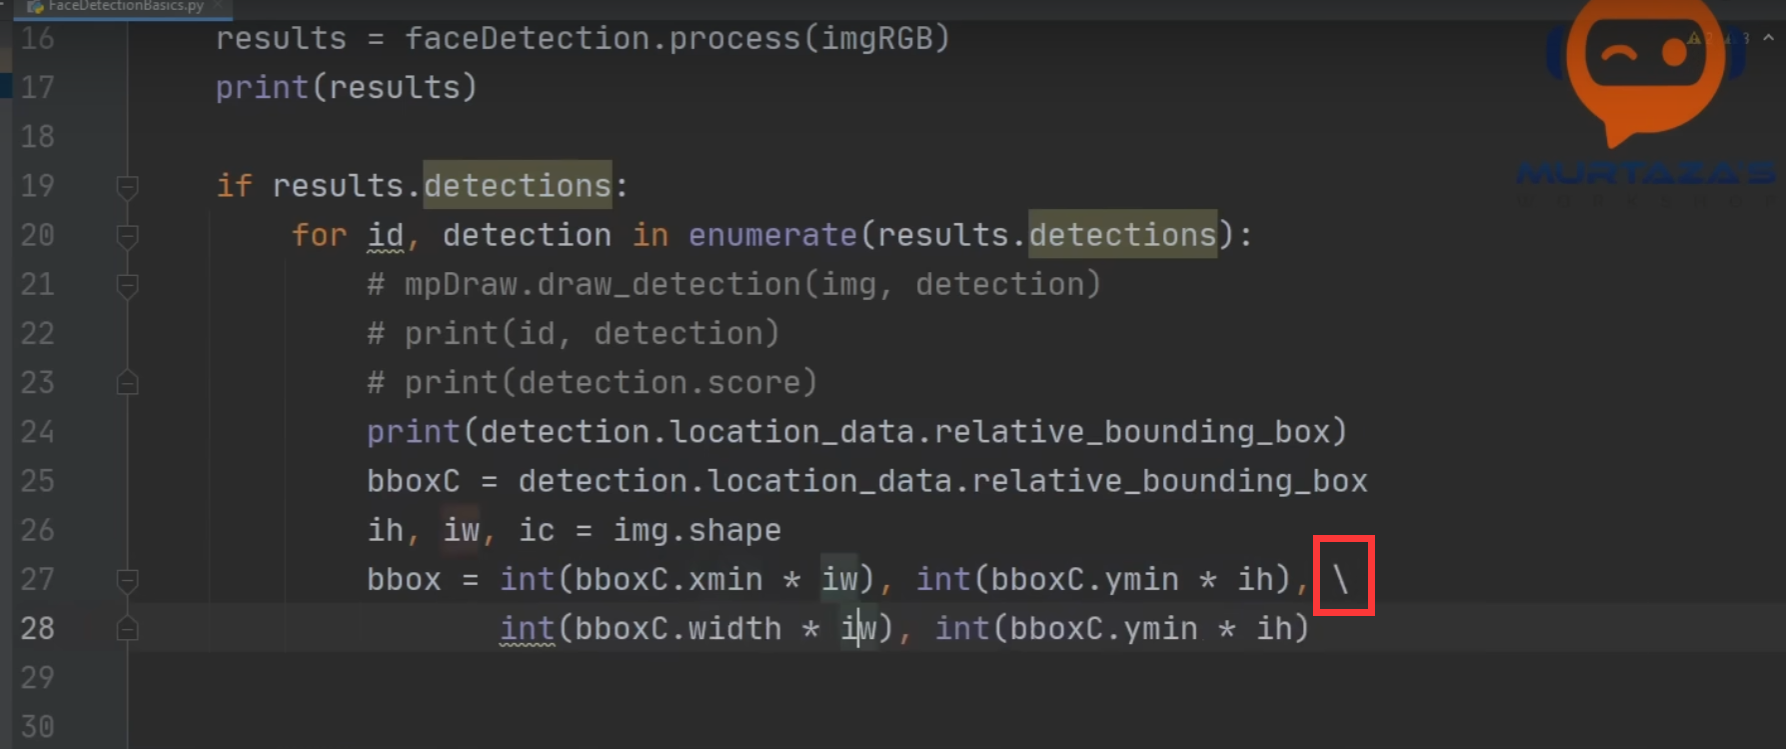 FaceDetectionBasics.py
16 results = faceDetection.process(imgRGB)
17 print(results)
18
19 if results.detections:
20 for id, detection in enumerate(results.detections):
21 # mpDraw.draw_detection(img, detection)
22 # print(id, detection)
23 # print(detection.score)
24 print(detection.location_data.relative_bounding_box)
25 bboxC = detection.location_data.relative_bounding_box
26 ih, iw, ic = img.shape
27 bbox = int(bboxC.xmin * iw), int(bboxC.ymin * ih), \
28 int(bboxC.width * iw), int(bboxC.ymin * ih)
29
30
MURTAZA'S
WORKSHOP